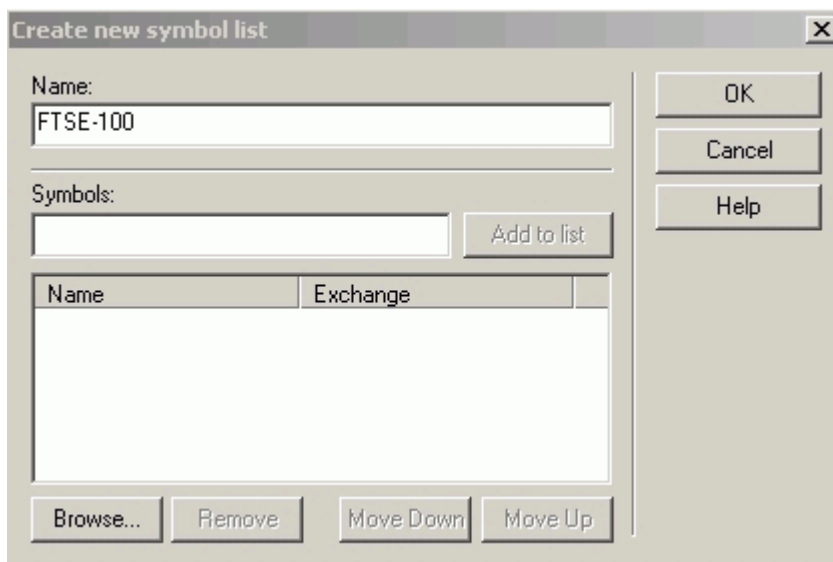 Create new symbol list
Name:
FTSE-100
OK
Cancel
Help
Symbols:
Add to list
Name Exchange
Browse... Remove Move Down Move Up